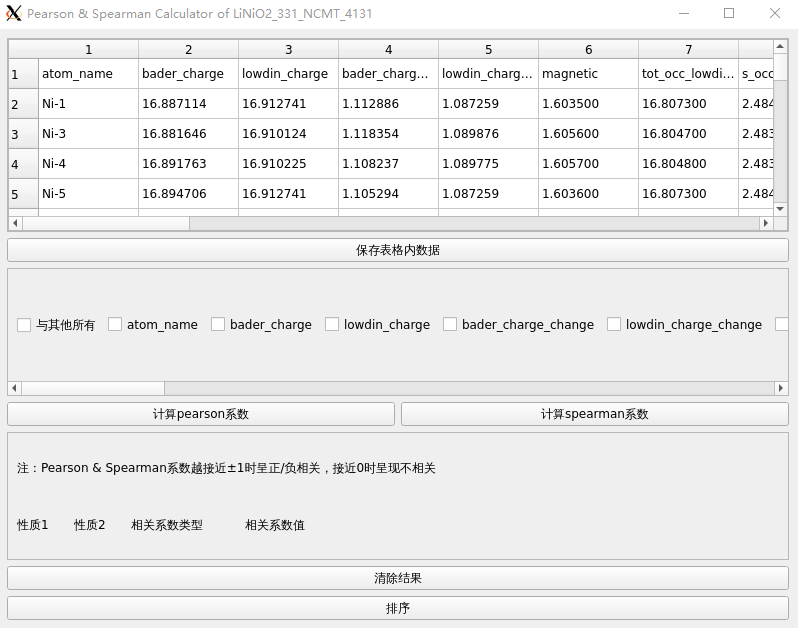 Pearson & Spearman Calculator of LiNiO2_331_NCMT_4131
1 2 3 4 5 6 7
1 atom_name bader_charge lowdin_charge bader_charg... lowdin_charg... magnetic tot_occ_lowdi... s_occ
2 Ni-1 16.887114 16.912741 1.112886 1.087259 1.603500 16.807300 2.484
3 Ni-3 16.881646 16.910124 1.118354 1.089876 1.605600 16.804700 2.483
4 Ni-4 16.891763 16.910225 1.108237 1.089775 1.605700 16.804800 2.483
5 Ni-5 16.894706 16.912741 1.105294 1.087259 1.603600 16.807300 2.484
保存表格内数据
与其他所有 atom_name bader_charge lowdin_charge bader_charge_change lowdin_charge_change
计算pearson系数 计算spearman系数
注：Pearson & Spearman系数越接近±1时呈正/负相关，接近0时呈现不相关
性质1 性质2 相关系数类型 相关系数值
清除结果
排序